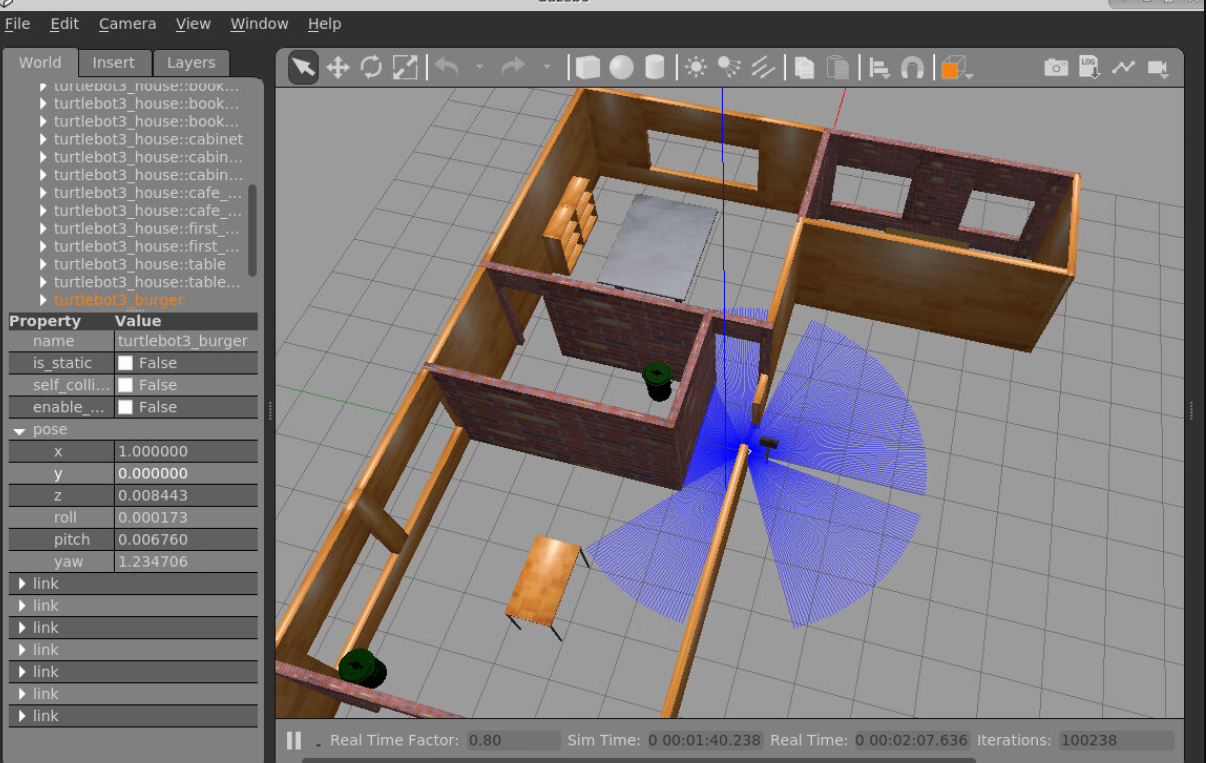 File Edit Camera View Window Help
World Insert Layers
turtlebot3_house::book...
turtlebot3_house::book...
turtlebot3_house::book...
turtlebot3_house::cabinet
turtlebot3_house::cabin...
turtlebot3_house::cabin...
turtlebot3_house::cafe_...
turtlebot3_house::cafe_...
turtlebot3_house::first_...
turtlebot3_house::first_...
turtlebot3_house::table
turtlebot3_house::table...
turtlebot3_burger
Property Value
name turtlebot3_burger
is_static False
self_colli... False
enable_... False
pose
x 1.000000
y 0.000000
z 0.008443
roll 0.000173
pitch 0.006760
yaw 1.234706
link
link
link
link
link
link
link
LOG
Real Time Factor: 0.80 Sim Time: 0 00:01:40.238 Real Time: 0 00:02:07.636 Iterations: 100238